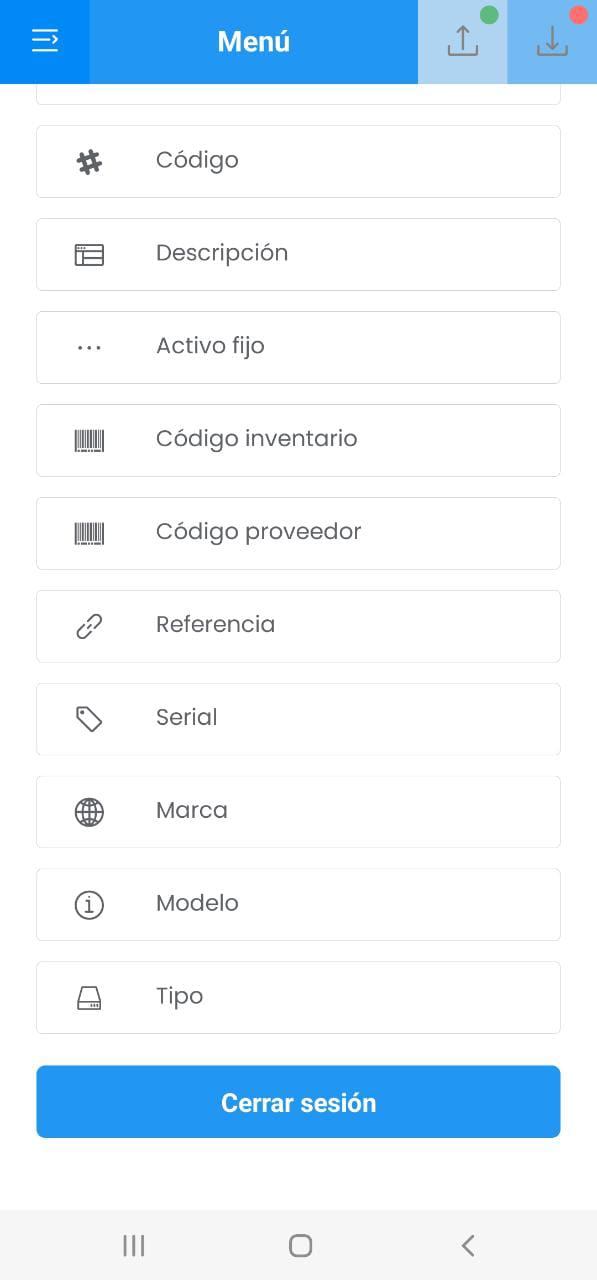 Menú
Código
Descripción
Activo fijo
Código inventario
Código proveedor
Referencia
Serial
Marca
Modelo
Tipo
Cerrar sesión